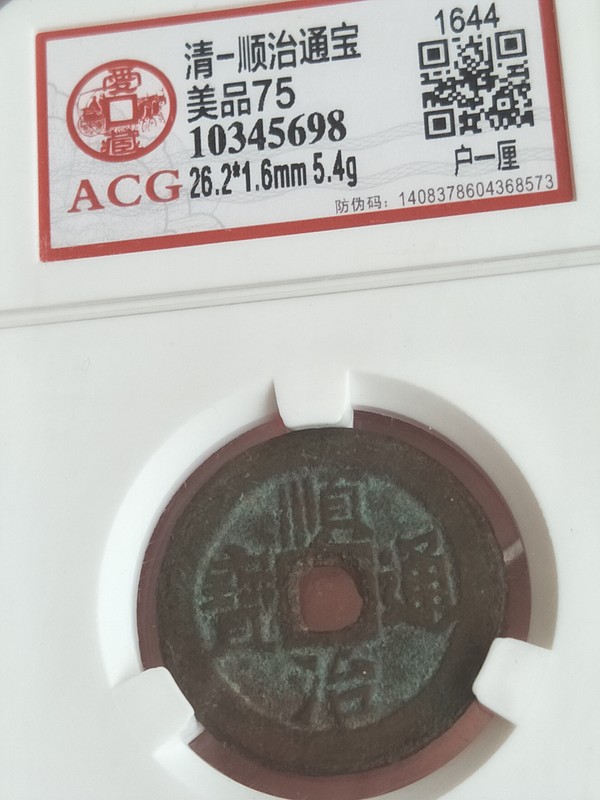 清-顺治通宝
1644
美品75
10345698
户一厘
ACG
26.2*1.6mm 5.4g
防伪码：1408378604368573
順
寶 通
治